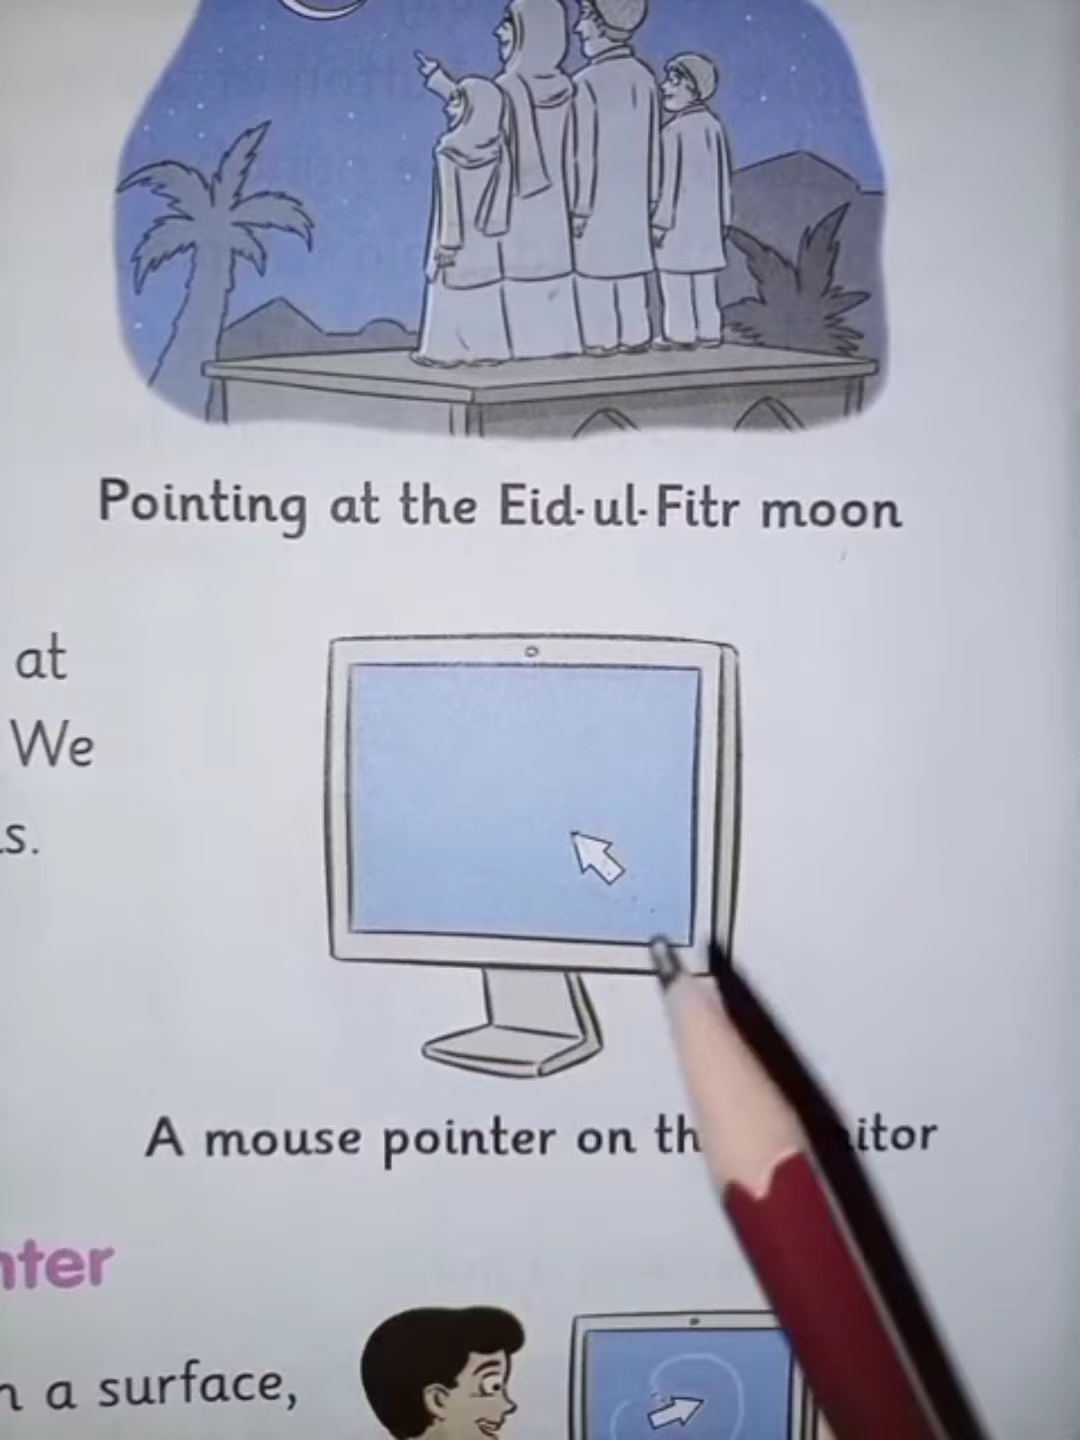 Pointing at the Eid-ul-Fitr moon
at
We
s.
A mouse pointer on th itor
nter
a surface,